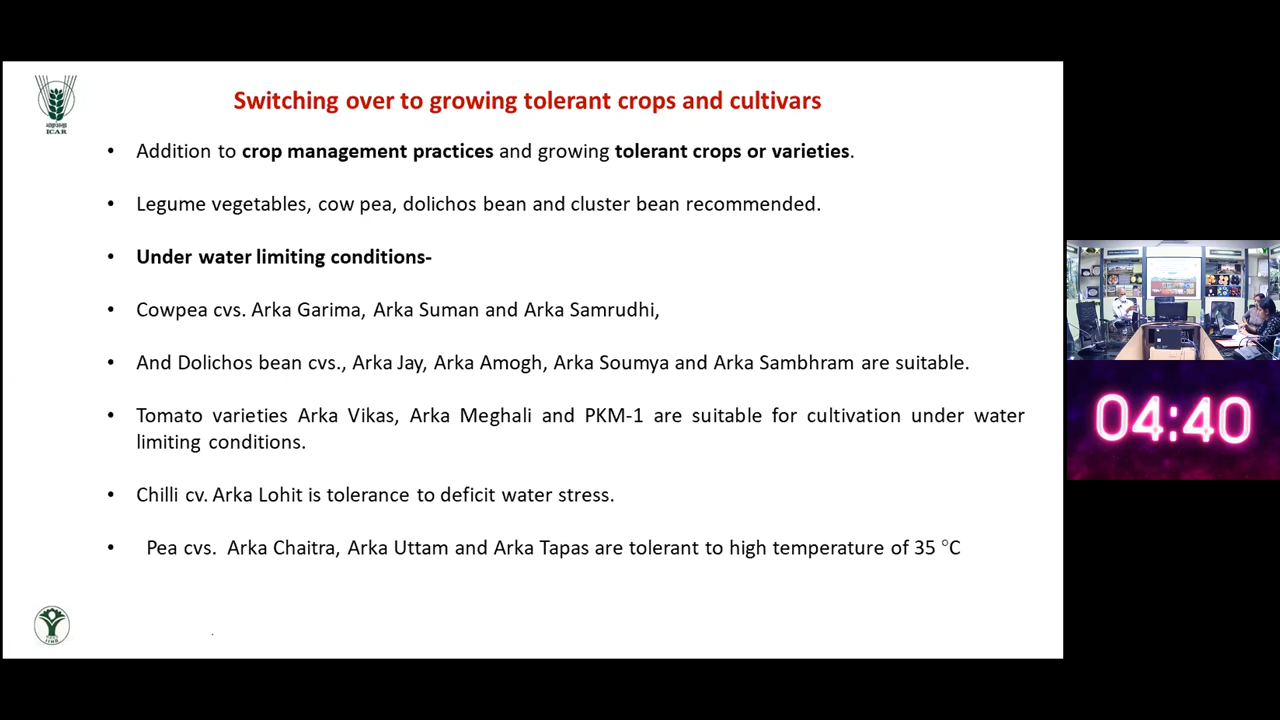 Switching over to growing tolerant crops and cultivars
ICAR
• Addition to crop management practices and growing tolerant crops or varieties.
• Legume vegetables, cow pea, dolichos bean and cluster bean recommended.
• Under water limiting conditions-
• Cowpea cvs. Arka Garima, Arka Suman and Arka Samrudhi,
• And Dolichos bean cvs., Arka Jay, Arka Amogh, Arka Soumya and Arka Sambhram are suitable.
• Tomato varieties Arka Vikas, Arka Meghali and PKM-1 are suitable for cultivation under water
limiting conditions.
• Chilli cv. Arka Lohit is tolerance to deficit water stress.
• Pea cvs. Arka Chaitra, Arka Uttam and Arka Tapas are tolerant to high temperature of 35 °C
04:40